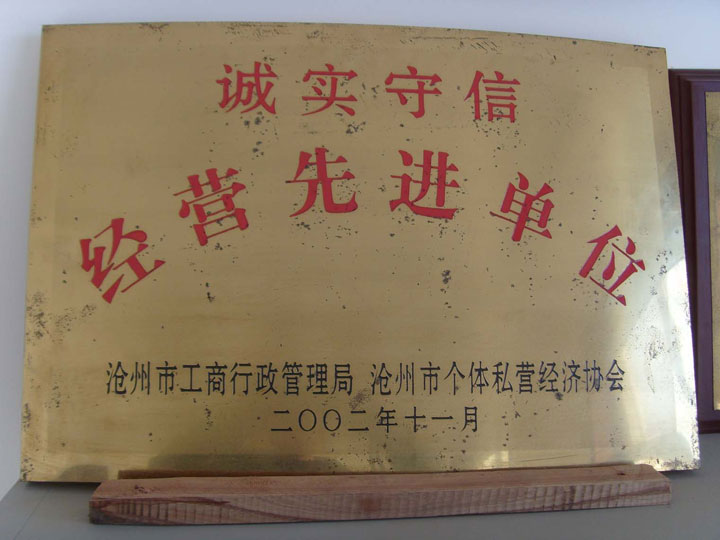 诚实守信
经营先进单位
沧州市工商行政管理局 沧州市个体私营经济协会
二〇〇二年十一月